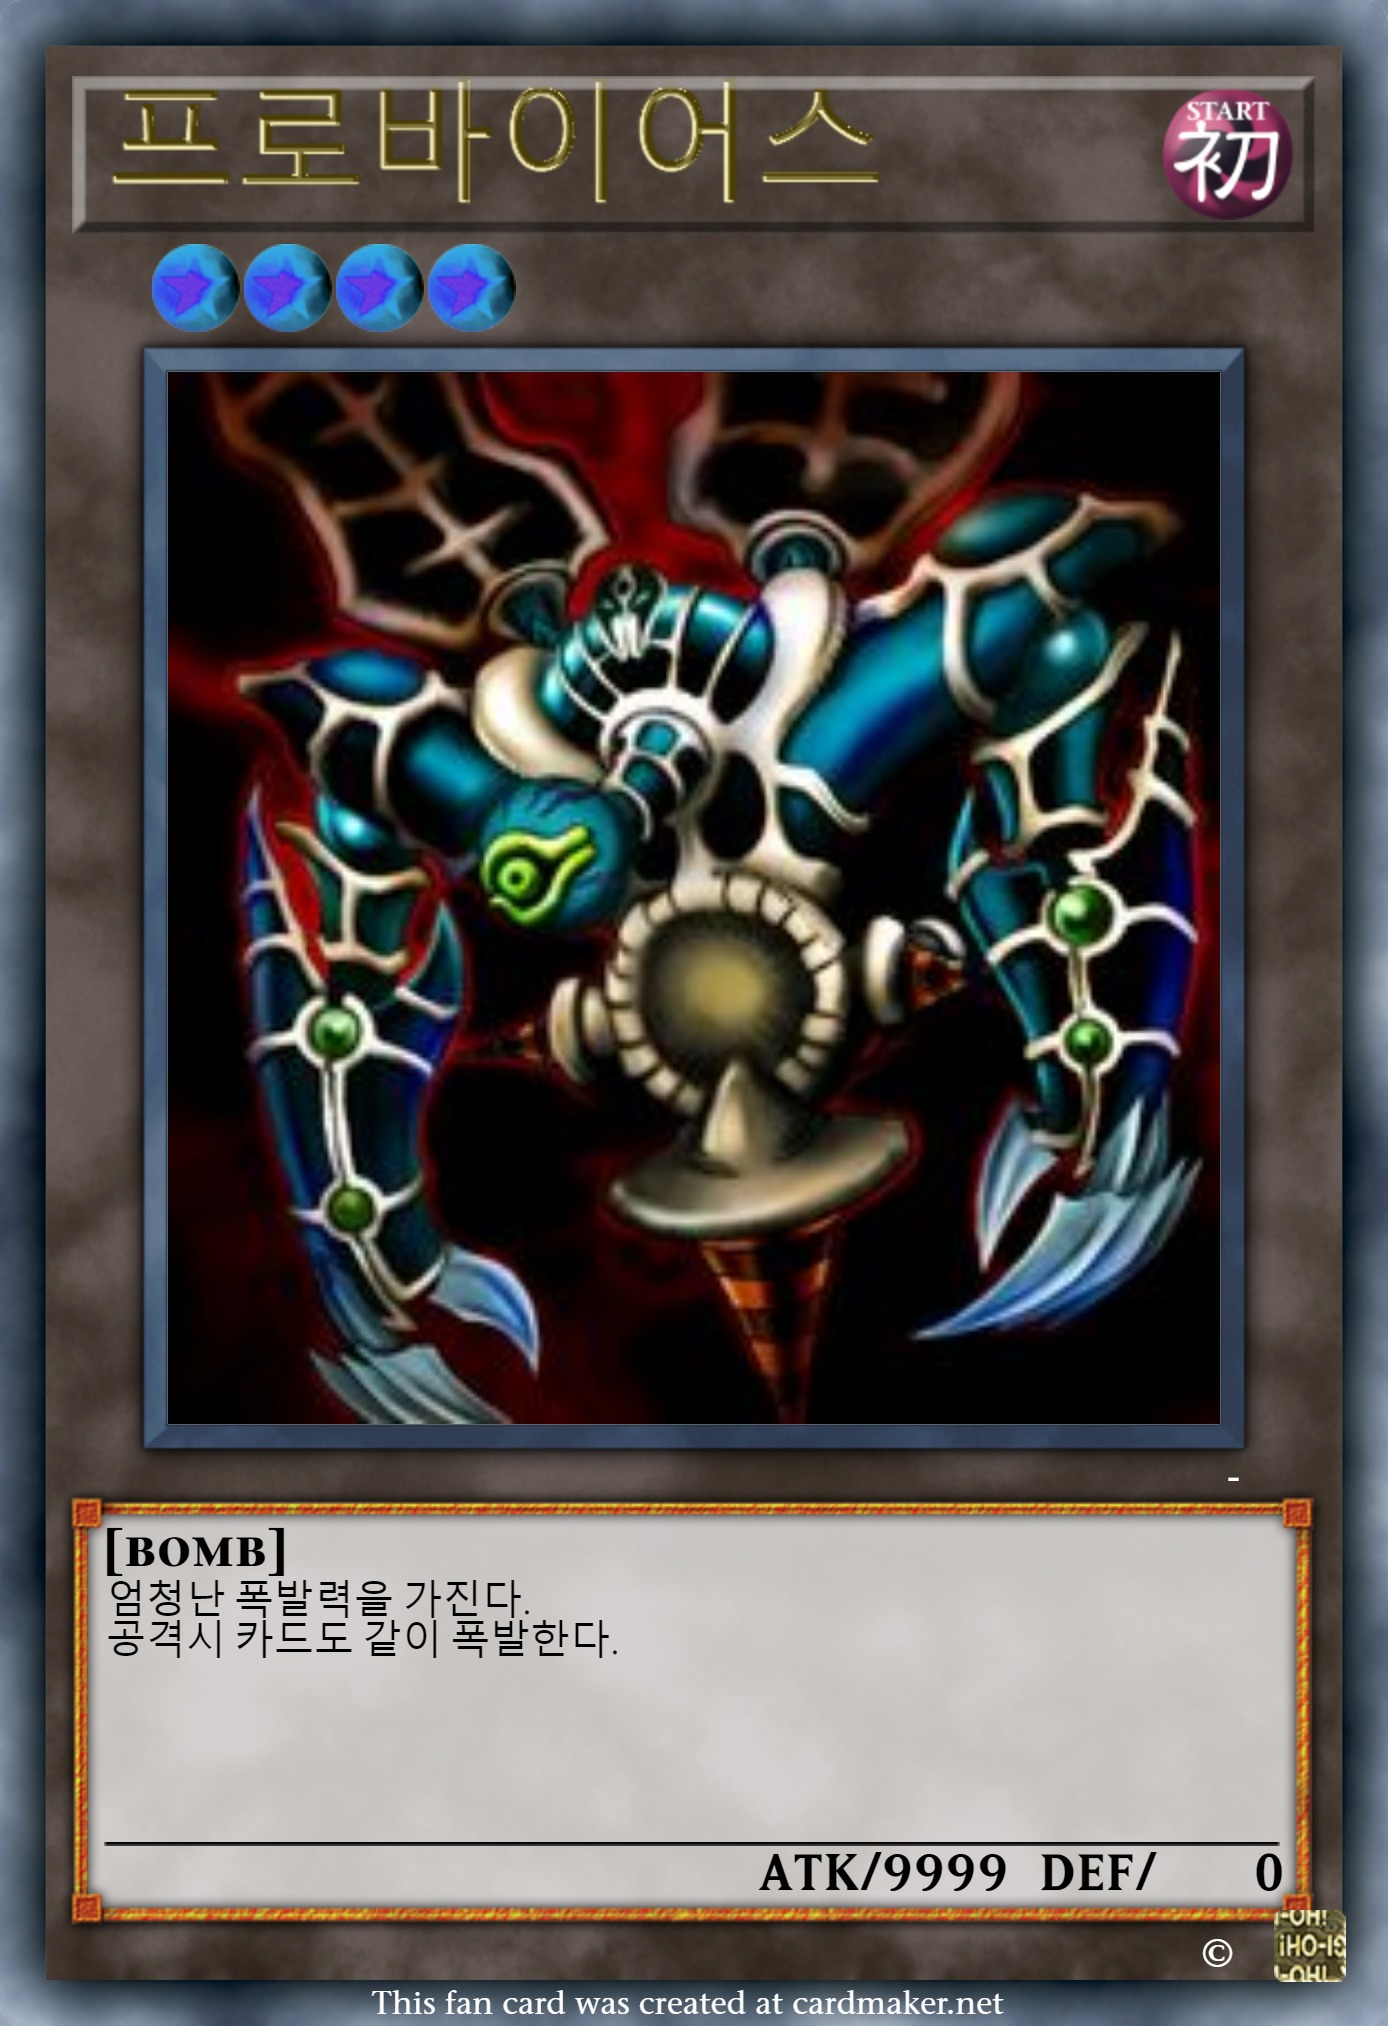 프로바이어스
START
初
-
[BOMB]
엄청난 폭발력을 가진다.
공격시 카드도 같이 폭발한다.
ATK/9999 DEF/ 0
©
This fan card was created at cardmaker.net